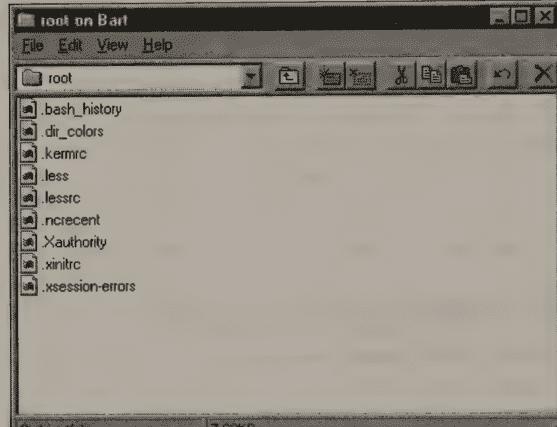 root on Bart
File Edit View Help
root
.bash_history
.dir_colors
.kermrc
.less
.lessrc
.ncrecent
.Xauthority
.xinitrc
.xsession-errors